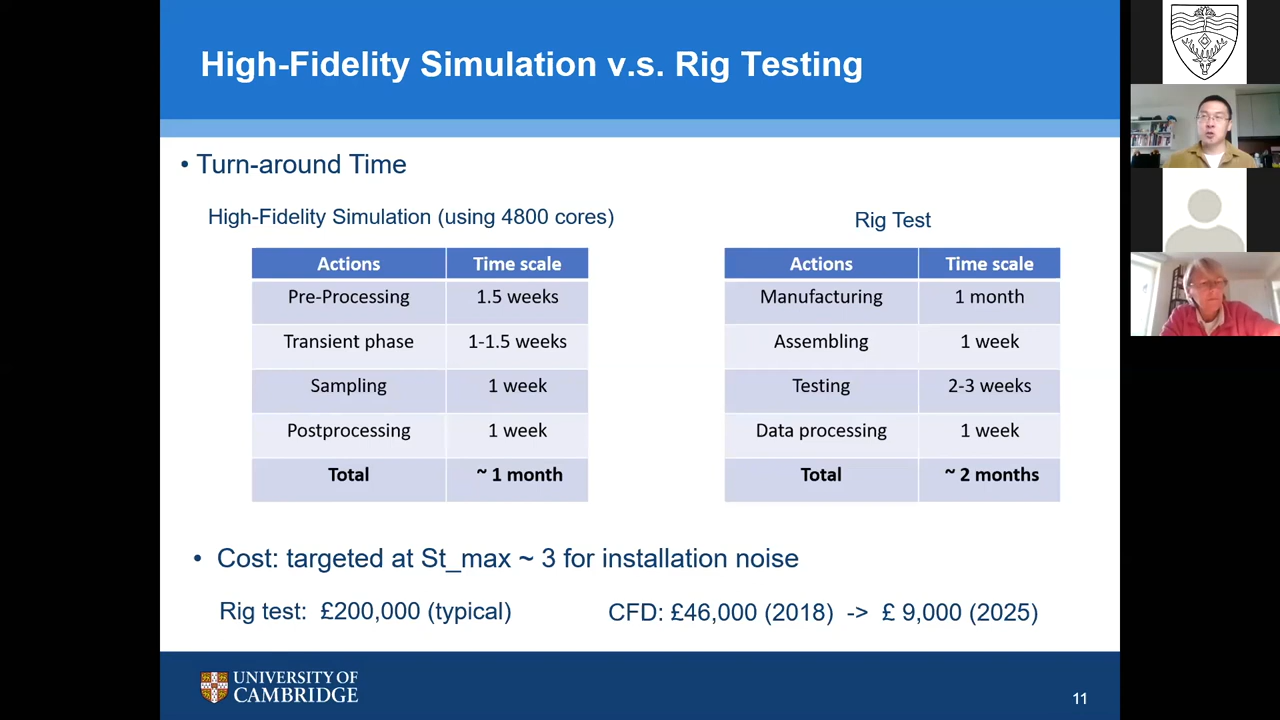 High-Fidelity Simulation v.s. Rig Testing
• Turn-around Time
High-Fidelity Simulation (using 4800 cores)
Actions Time scale
Pre-Processing 1.5 weeks
Transient phase 1-1.5 weeks
Sampling 1 week
Postprocessing 1 week
Total ~ 1 month
Rig Test
Actions Time scale
Manufacturing 1 month
Assembling 1 week
Testing 2-3 weeks
Data processing 1 week
Total ~ 2 months
• Cost: targeted at St_max ~ 3 for installation noise
Rig test: £200,000 (typical)
CFD: £46,000 (2018) -> £ 9,000 (2025)
UNIVERSITY OF
CAMBRIDGE
11